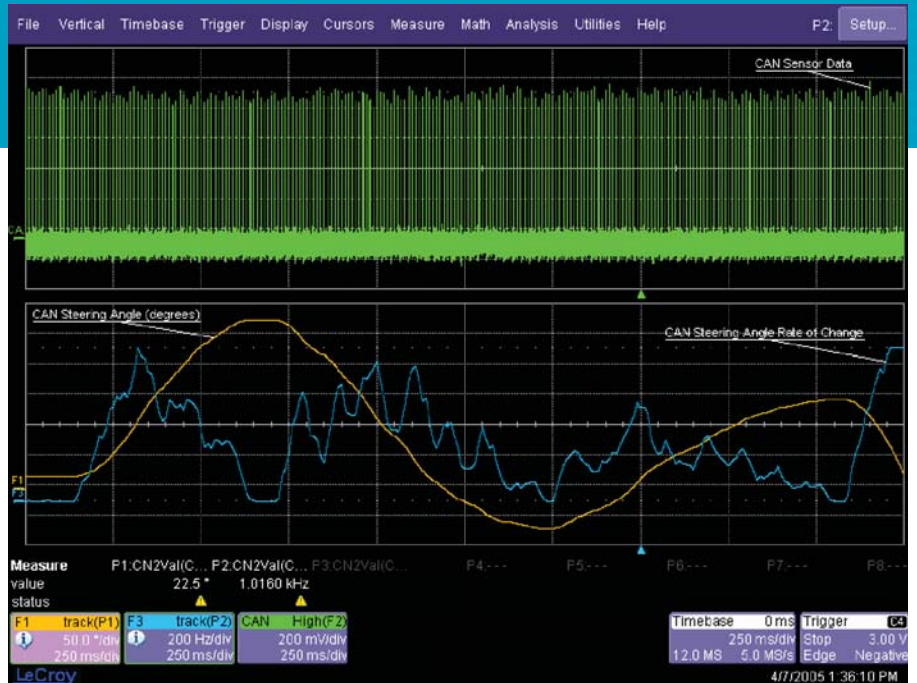 File Vertical Timebase Trigger Display Cursors Measure Math Analysis Utilities Help P2: Setup...
CAN Sensor Data
CA
CAN Steering Angle (degrees)
CAN Steering Angle Rate of Change
F1
F3
Measure P1:CN2Val(C... P2:CN2Val(C... P3:CN2Val(C... P4:--- P5:--- P6:--- P7:--- P8:---
value 22.5 ° 1.0160 kHz
status
F1 track(P1) F3 track(P2) CAN High(F2) Timebase 0 ms Trigger C4
50.0 °/div 200 Hz/div 200 mV/div 250 ms/div Stop 3.00 V
250 ms/div 250 ms/div 250 ms/div 12.0 MS 5.0 MS/s Edge Negative
LeCroy 4/7/2005 1:36:10 PM